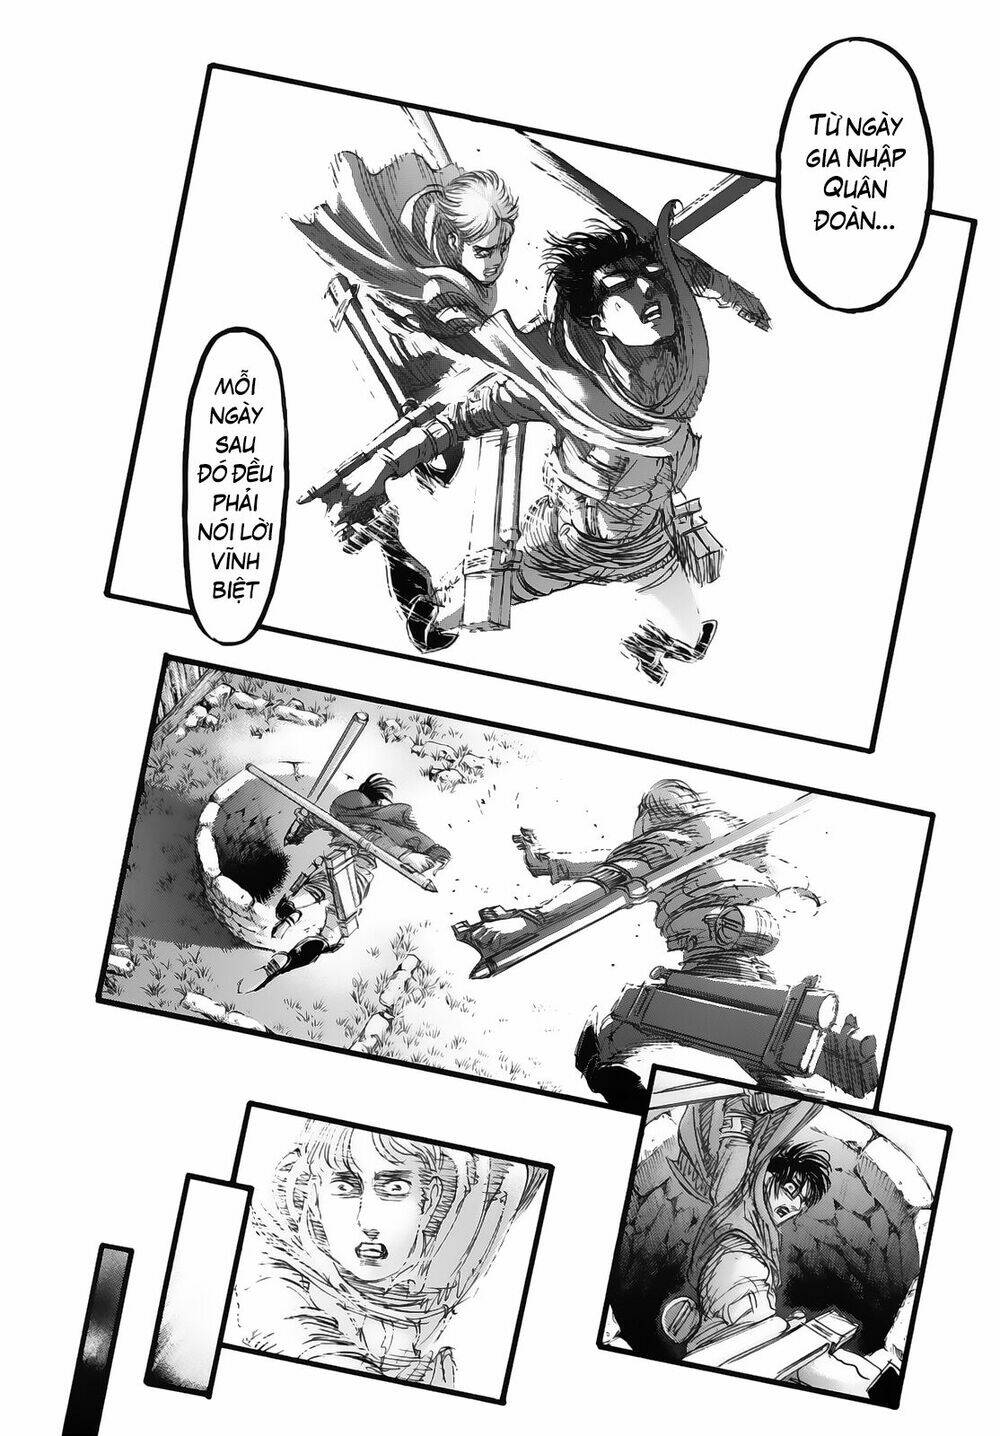 TỪ NGÀY
GIA NHẬP
QUÂN
ĐOÀN...
MỖI
NGÀY
SAU
ĐÓ ĐỀU
PHẢI
NÓI LỜI
VĨNH
BIỆT